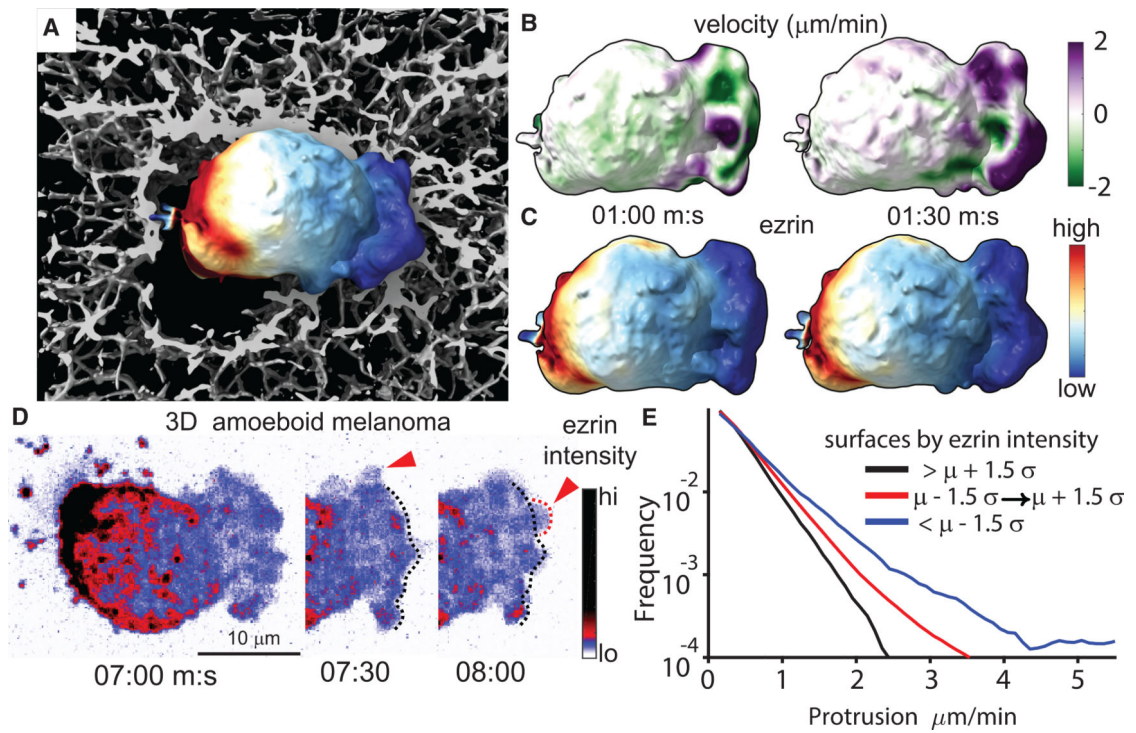 A
B
velocity (μm/min)
2
0
-2
01:00 m:s
01:30 m:s
C
ezrin
high
low
D
3D amoeboid melanoma
ezrin
intensity
hi
lo
10 μm
07:00 m:s
07:30
08:00
E
surfaces by ezrin intensity
> μ + 1.5 σ
μ - 1.5 σ → μ + 1.5 σ
< μ - 1.5 σ
Frequency
10⁻²
10⁻³
10⁻⁴
0
1
2
3
4
5
Protrusion μm/min